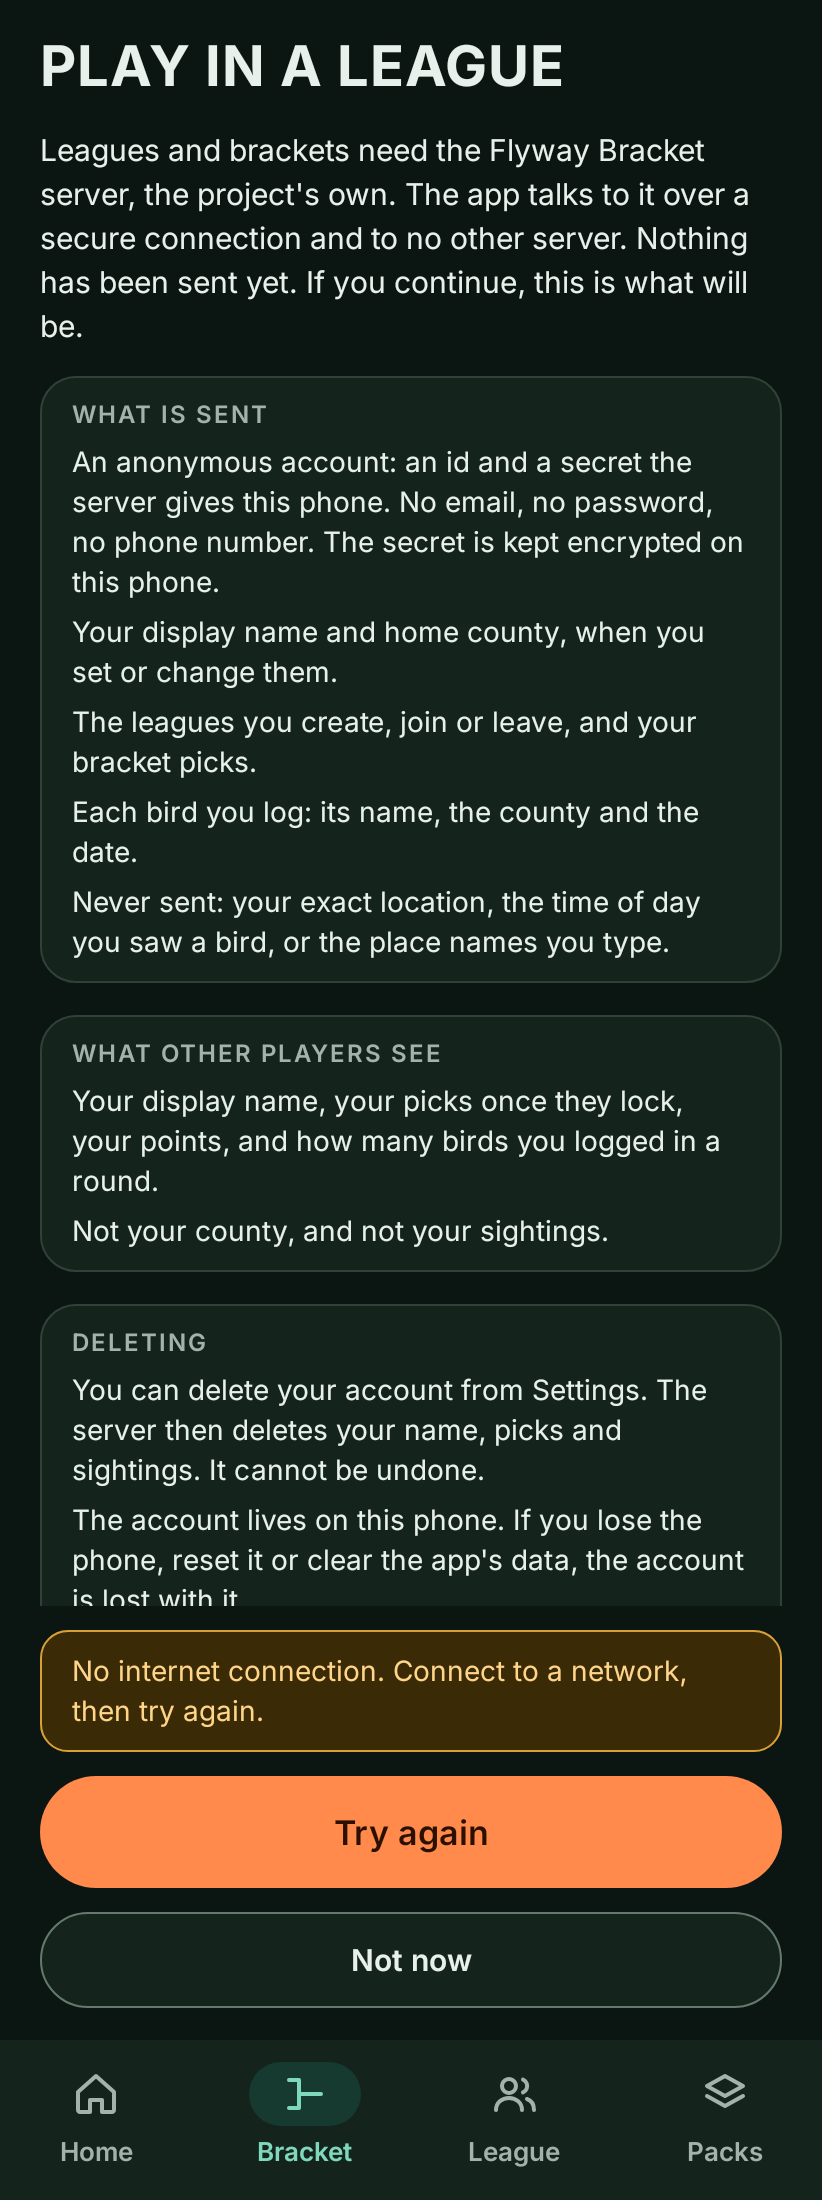 PLAY IN A LEAGUE
Leagues and brackets need the Flyway Bracket
server, the project's own. The app talks to it over a
secure connection and to no other server. Nothing
has been sent yet. If you continue, this is what will
be.
WHAT IS SENT
An anonymous account: an id and a secret the
server gives this phone. No email, no password,
no phone number. The secret is kept encrypted on
this phone.
Your display name and home county, when you
set or change them.
The leagues you create, join or leave, and your
bracket picks.
Each bird you log: its name, the county and the
date.
Never sent: your exact location, the time of day
you saw a bird, or the place names you type.
WHAT OTHER PLAYERS SEE
Your display name, your picks once they lock,
your points, and how many birds you logged in a
round.
Not your county, and not your sightings.
DELETING
You can delete your account from Settings. The
server then deletes your name, picks and
sightings. It cannot be undone.
The account lives on this phone. If you lose the
phone, reset it or clear the app's data, the account
is lost with it
No internet connection. Connect to a network,
then try again.
Try again
Not now
Home
Bracket
League
Packs